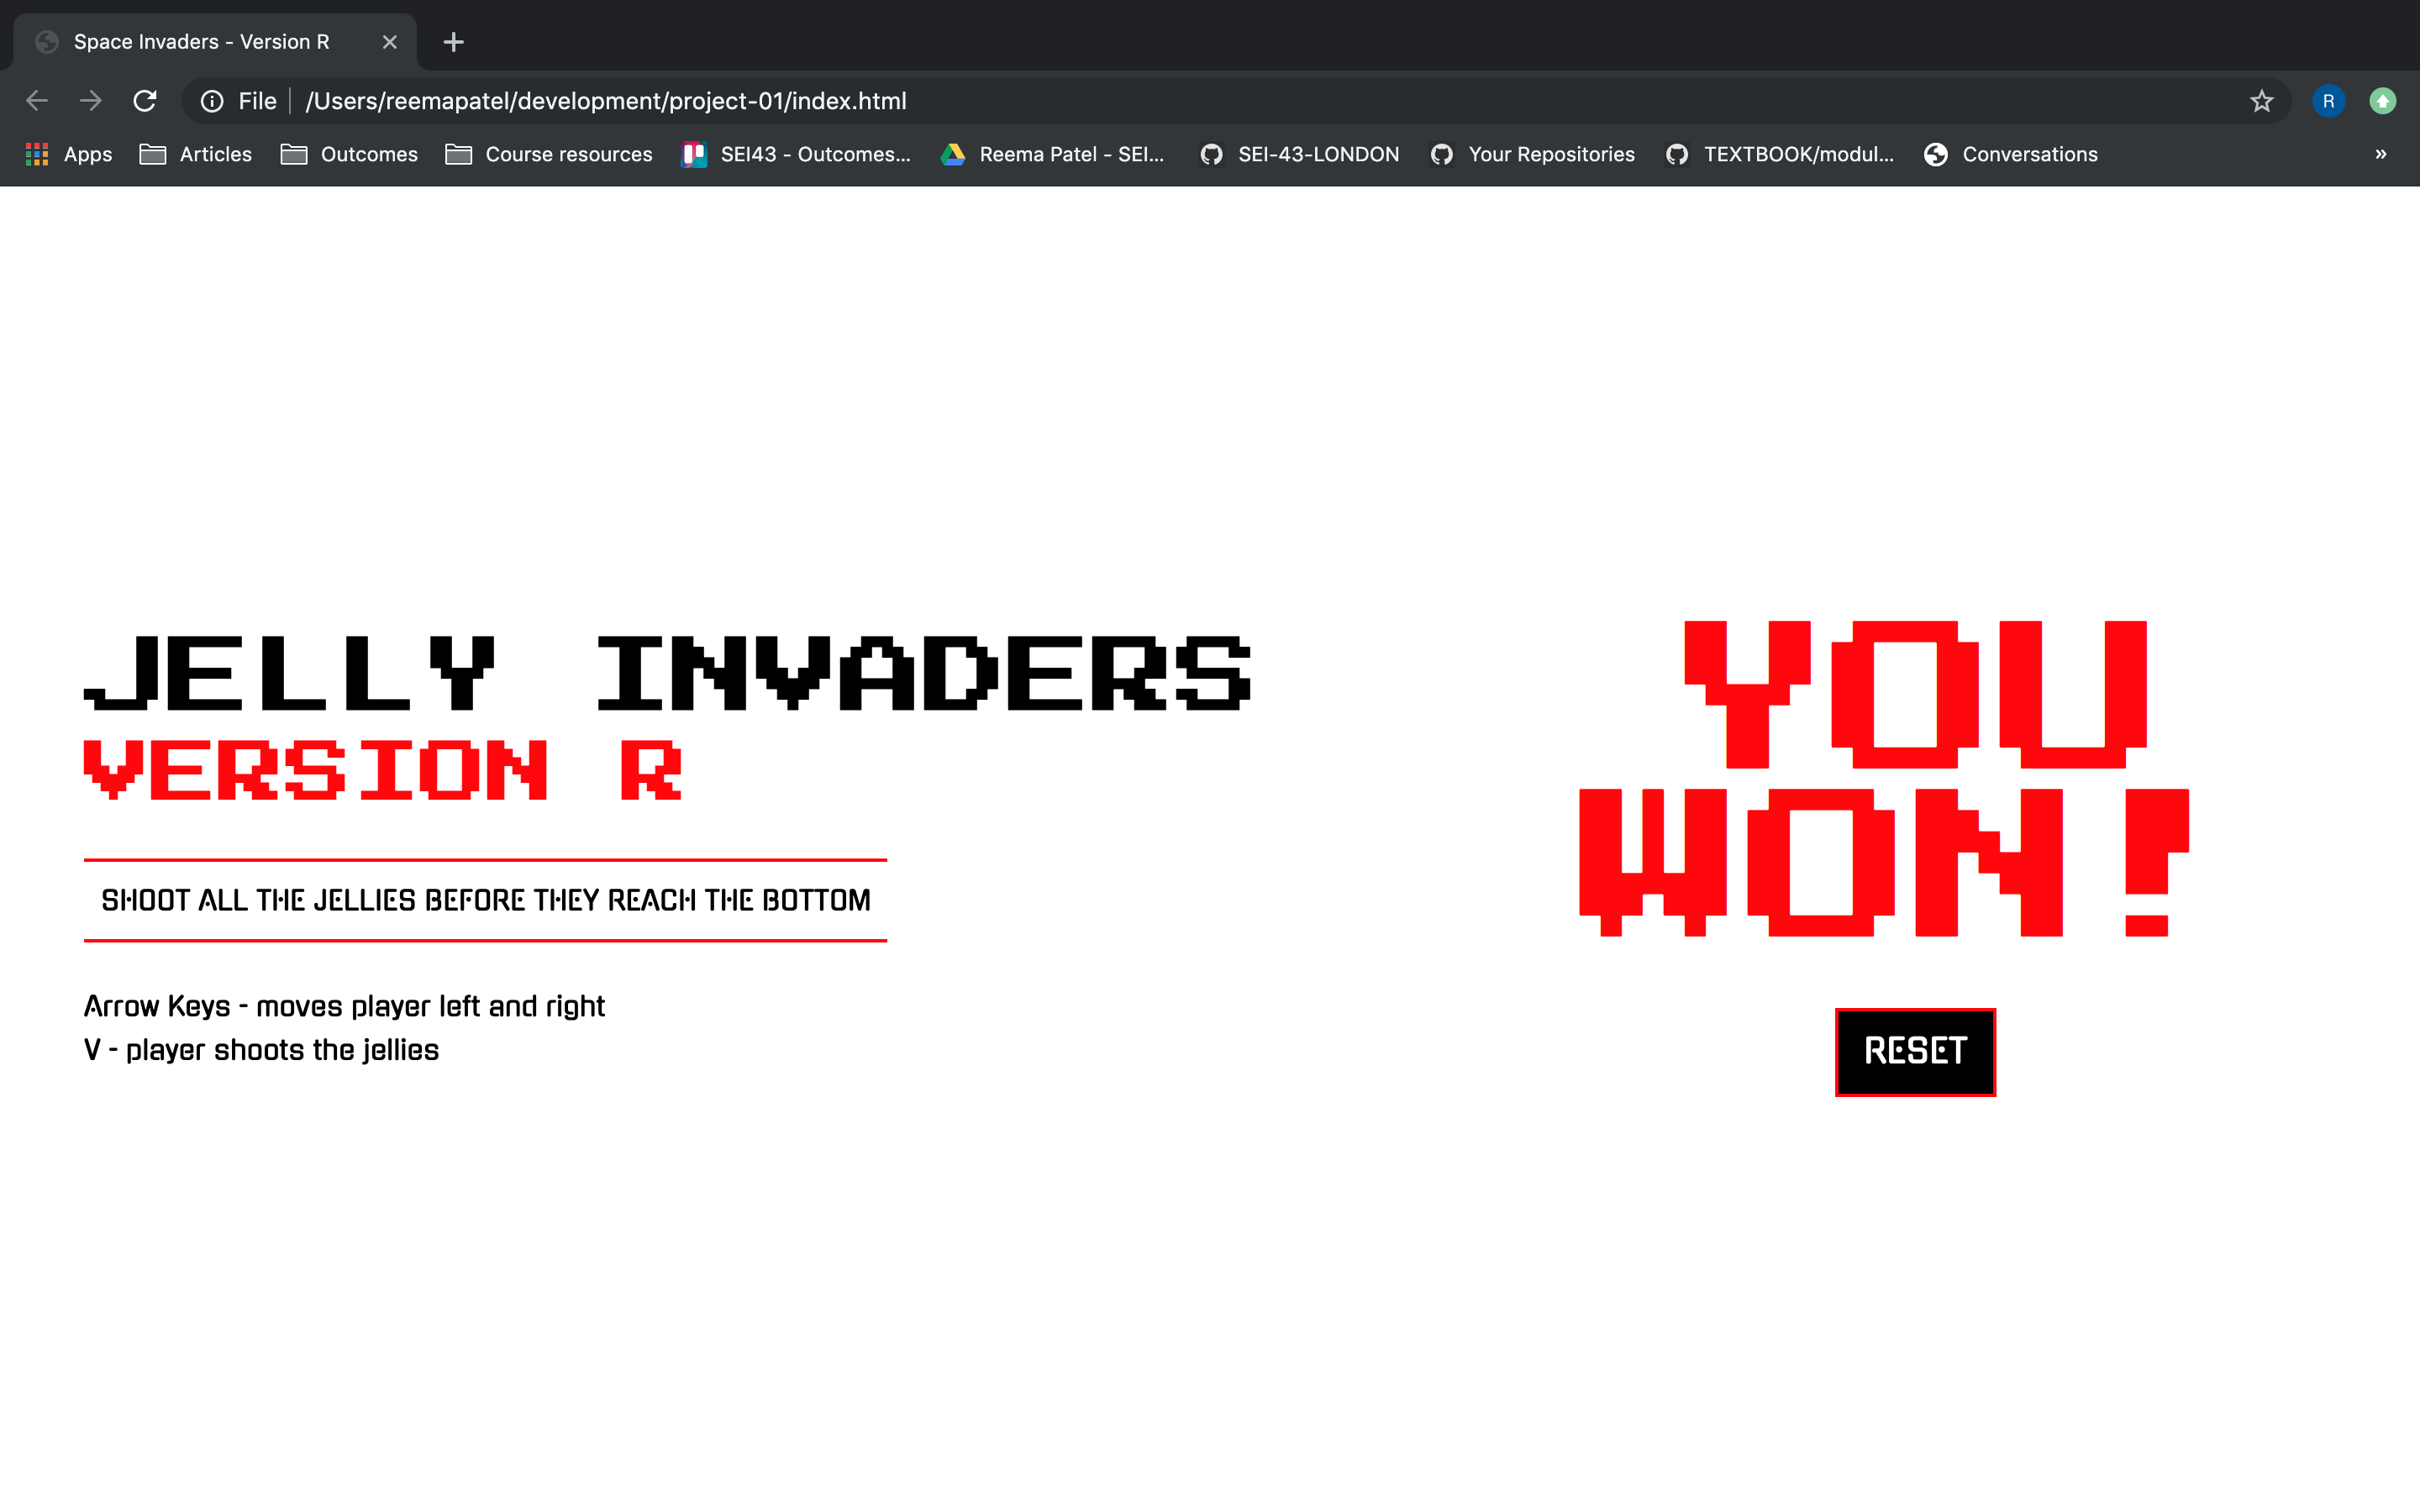 Space Invaders - Version R
File /Users/reemapatel/development/project-01/index.html
R
Apps Articles Outcomes Course resources SEI43 - Outcomes... Reema Patel - SEI... SEI-43-LONDON Your Repositories TEXTBOOK/modul... Conversations »
JELLY INVADERS
VERSION R
SHOOT ALL THE JELLIES BEFORE THEY REACH THE BOTTOM
Arrow Keys - moves player left and right
V - player shoots the jellies
YOU
WON!
RESET